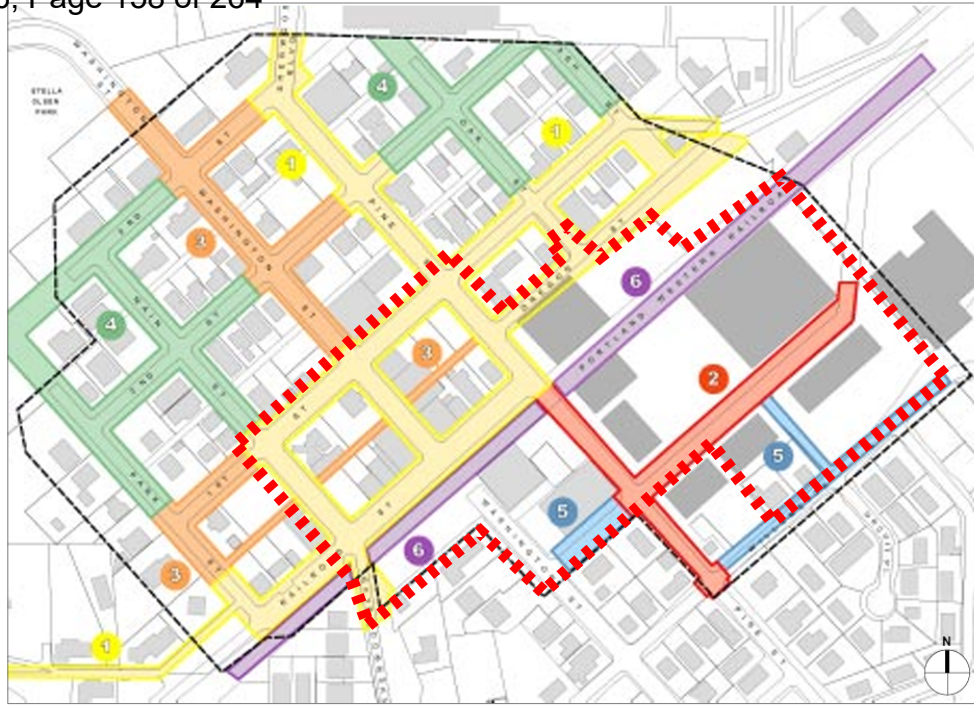 Page 158 of 264
WASHINGTON ST
STELLA
OLSEN
PARK
4
OAK
ST
1
1
WASHINGTON
ST
PINE
3RD
3
4
MAIN
ST
2ND
ST
PARK
ST
1ST
ST
3
OREGON
ST
6
PORTLAND WESTERN RAILROAD
2
5
5
3
RAILROAD
ST
6
WASHINGTON
ST
PINE
ST
1
N